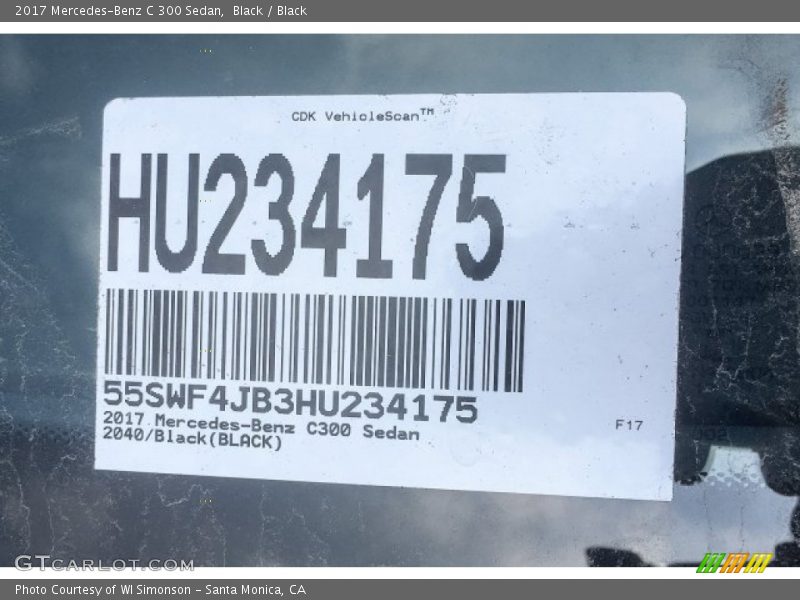 2017 Mercedes-Benz C 300 Sedan, Black / Black
CDK VehicleScan™
HU234175
55SWF4JB3HU234175
2017 Mercedes-Benz C300 Sedan
2040/Black(BLACK)
F17
GTCARLOT.COM
Photo Courtesy of WI Simonson - Santa Monica, CA